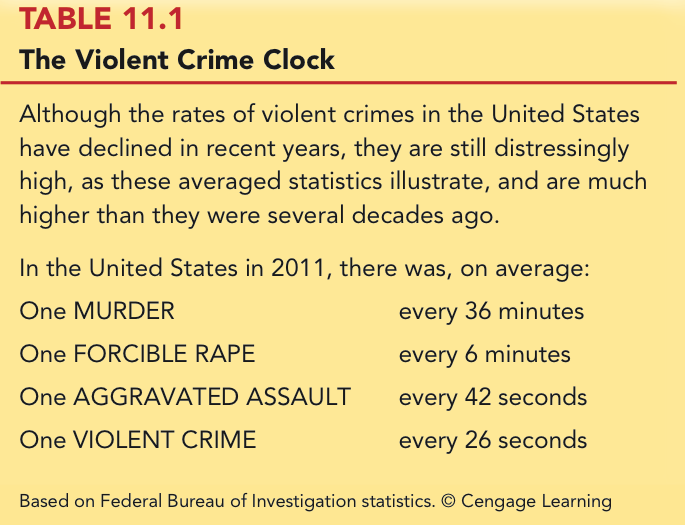 TABLE 11.1
The Violent Crime Clock
Although the rates of violent crimes in the United States
have declined in recent years, they are still distressingly
high, as these averaged statistics illustrate, and are much
higher than they were several decades ago.
In the United States in 2011, there was, on average:
One MURDER every 36 minutes
One FORCIBLE RAPE every 6 minutes
One AGGRAVATED ASSAULT every 42 seconds
One VIOLENT CRIME every 26 seconds
Based on Federal Bureau of Investigation statistics. © Cengage Learning